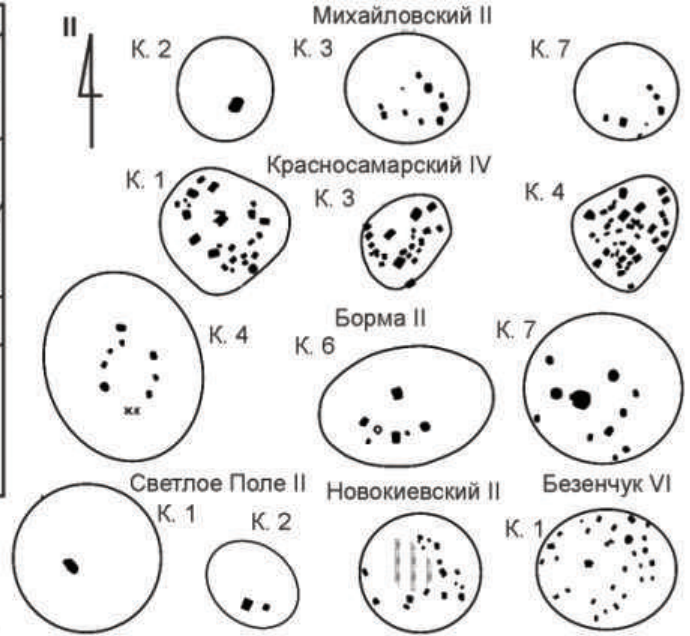 II
Михайловский II
К. 2
К. 3
К. 7
Красносамарский IV
К. 1
К. 3
К. 4
Борма II
К. 4
К. 6
К. 7
Светлое Поле II
Новокиевский II
Безенчук VI
К. 1
К. 2
К. 1
жк